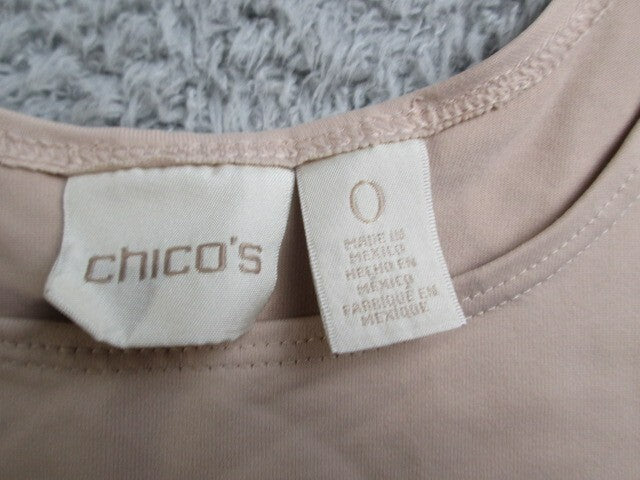 chico's
0
MADE IN
MEXICO
HECHO EN
MÉXICO
FABRIQUÉ EN
MEXIQUE